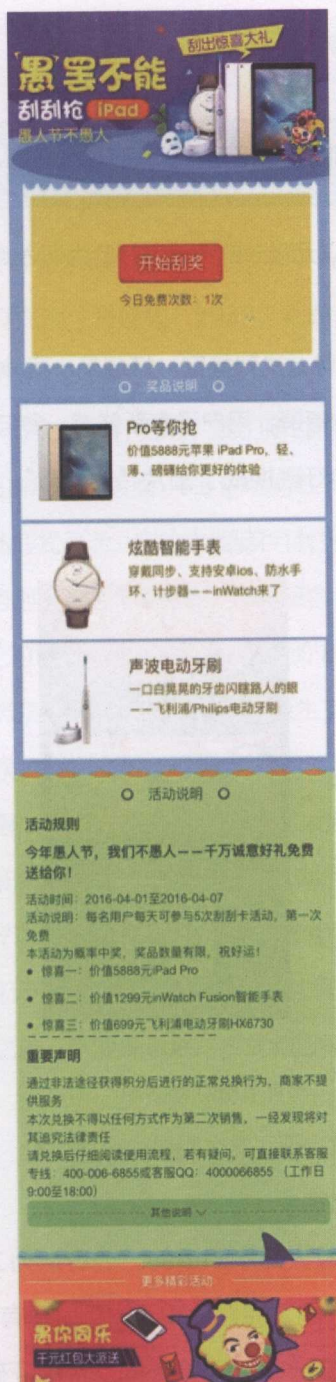 刮出惊喜大礼
愚罢不能
刮刮抢 iPad
愚人节不愚人
开始刮奖
今日免费次数：1次
奖品说明
Pro等你抢
价值5888元苹果 iPad Pro，轻、
薄、磅礴给你更好的体验
炫酷智能手表
穿戴同步、支持安卓ios、防水手
环、计步器——inWatch来了
声波电动牙刷
一口白晃晃的牙齿闪瞎路人的眼
——飞利浦/Philips电动牙刷
活动说明
活动规则
今年愚人节，我们不愚人——千万诚意好礼免费
送给你！
活动时间：2016-04-01至2016-04-07
活动说明：每名用户每天可参与5次刮刮卡活动，第一次
免费
本活动为概率中奖，奖品数量有限，祝好运！
● 惊喜一：价值5888元iPad Pro
● 惊喜二：价值1299元inWatch Fusion智能手表
● 惊喜三：价值699元飞利浦电动牙刷HX6730
重要声明
通过非法途径获得积分后进行的正常兑换行为，商家不提
供服务
本次兑换不得以任何方式作为第二次销售，一经发现将对
其追究法律责任
请兑换后仔细阅读使用流程，若有疑问，可直接联系客服
专线：400-006-6855或客服QQ：4000066855 （工作日
9:00至18:00）
其他说明
更多精彩活动
愚你同乐
千元红包大派送